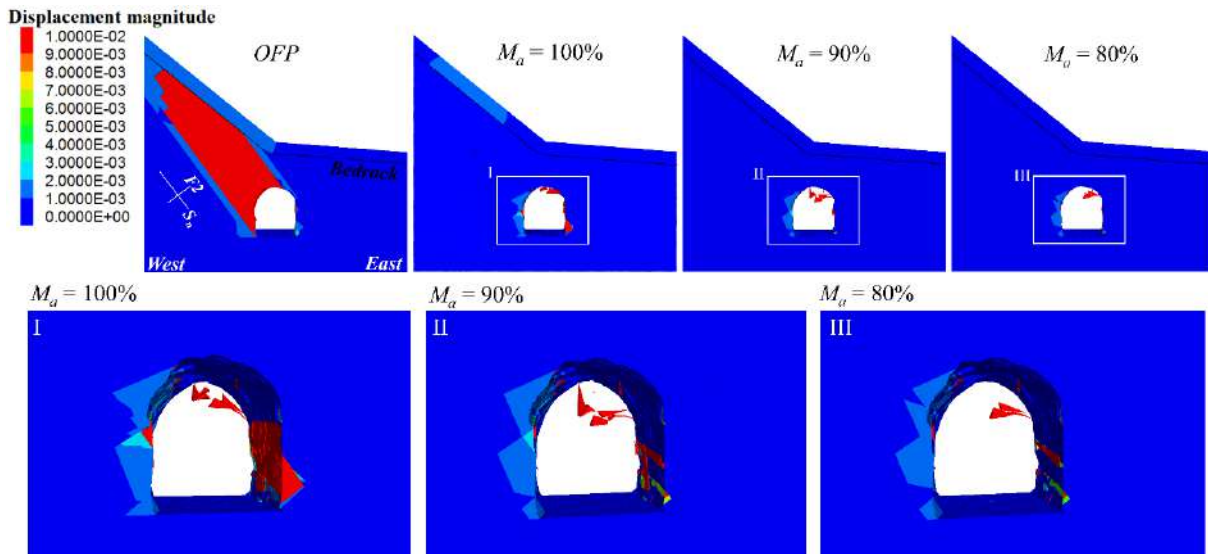 Displacement magnitude
1.0000E-02
9.0000E-03
8.0000E-03
7.0000E-03
6.0000E-03
5.0000E-03
4.0000E-03
3.0000E-03
2.0000E-03
1.0000E-03
0.0000E+00
OFP
Ma = 100%
Ma = 90%
Ma = 80%
Bedrock
F2
Sn
West
East
I
II
III
Ma = 100%
Ma = 90%
Ma = 80%
I
II
III